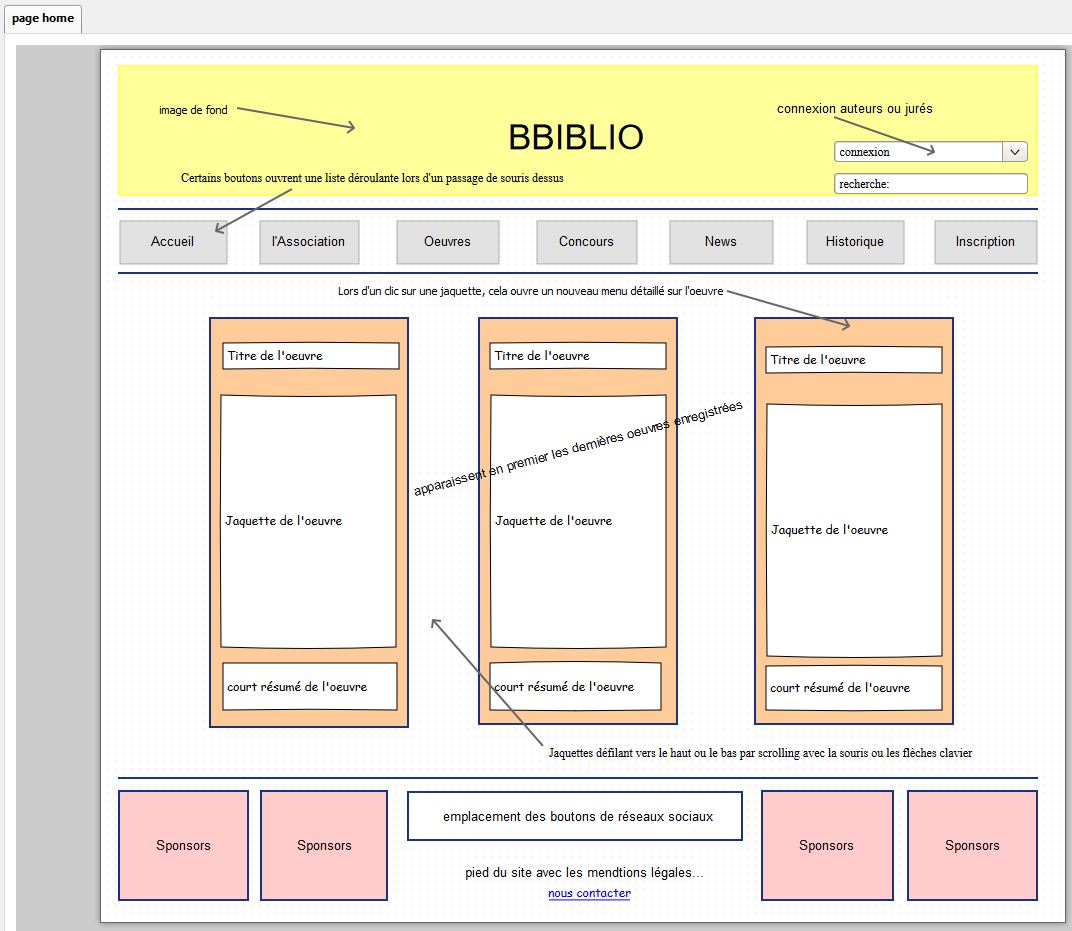 page home
image de fond
connexion auteurs ou jurés
BBIBLIO
connexion
Certains boutons ouvrent une liste déroulante lors d'un passage de souris dessus
recherche:
Accueil
l'Association
Oeuvres
Concours
News
Historique
Inscription
Lors d'un clic sur une jaquette, cela ouvre un nouveau menu détaillé sur l'oeuvre
Titre de l'oeuvre
Titre de l'oeuvre
Titre de l'oeuvre
apparaissent en premier les dernières oeuvres enregistrées
Jaquette de l'oeuvre
Jaquette de l'oeuvre
Jaquette de l'oeuvre
court résumé de l'oeuvre
court résumé de l'oeuvre
court résumé de l'oeuvre
Jaquettes défilant vers le haut ou le bas par scrolling avec la souris ou les flèches clavier
Sponsors
Sponsors
emplacement des boutons de réseaux sociaux
pied du site avec les mendtions légales...
nous contacter
Sponsors
Sponsors